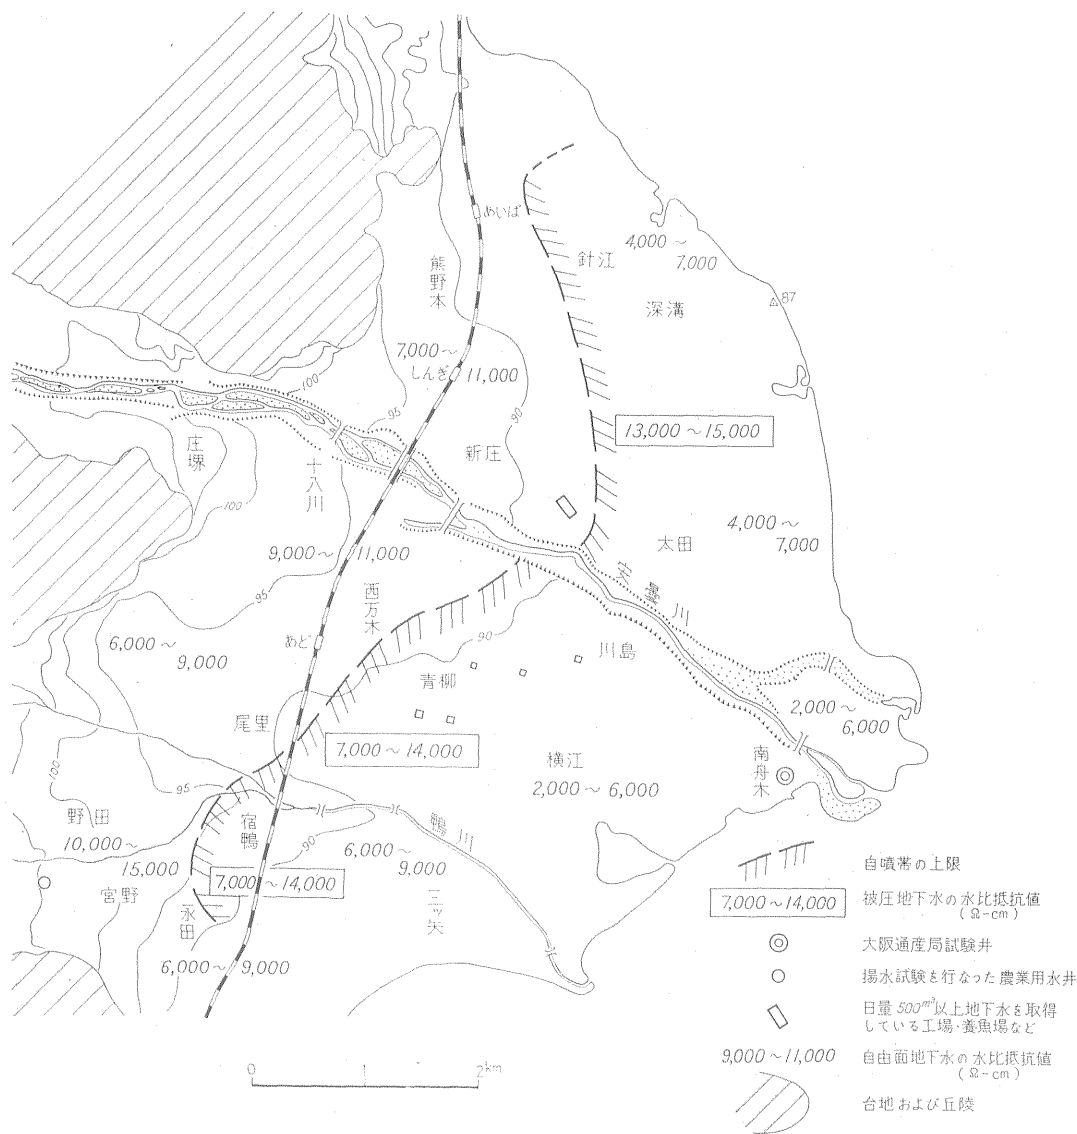 めいば
針江
4,000～
7,000
熊野本
深溝
87
7,000～
しんぎ 11,000
100
95
90
13,000～15,000
庄堺
十八川
新庄
100
4,000～
7,000
太田
9,000～11,000
95
西万木
安曇川
90
6,000～
9,000
あど
川島
青柳
尾里
2,000～
6,000
7,000～14,000
横江
南舟木
2,000～6,000
100
95
野田
10,000～
15,000
宿鴨
90
鴨川
6,000～
9,000
宮野
7,000～14,000
永田
三ッ矢
6,000～9,000
自噴帯の上限
7,000～14,000
被圧地下水の水比抵抗値
(Ω-cm)
大阪通産局試験井
揚水試験を行なった農業用水井
日量500m³以上地下水を取得
している工場・養魚場など
9,000～11,000
自由面地下水の水比抵抗値
(Ω-cm)
台地および丘陵
0 1 2km